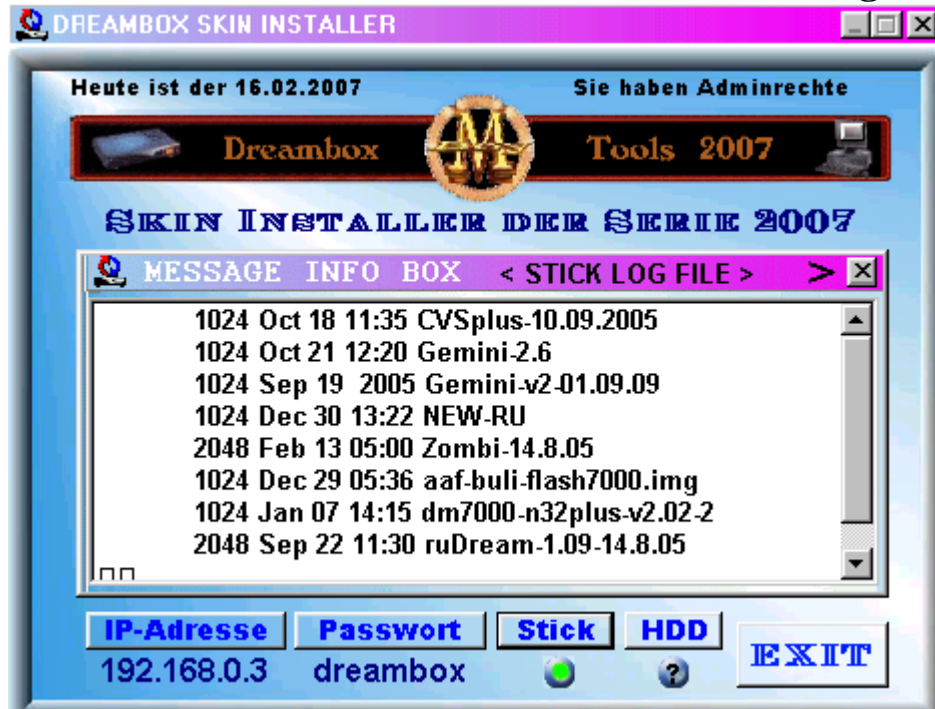 DREAMBOX SKIN INSTALLER
Heute ist der 16.02.2007 Sie haben Adminrechte
Dreambox M Tools 2007
SKIN INSTALLER DER SERIE 2007
MESSAGE INFO BOX < STICK LOG FILE > >
1024 Oct 18 11:35 CVSplus-10.09.2005
1024 Oct 21 12:20 Gemini-2.6
1024 Sep 19 2005 Gemini-v2-01.09.09
1024 Dec 30 13:22 NEW-RU
2048 Feb 13 05:00 Zombi-14.8.05
1024 Dec 29 05:36 aaf-buli-flash7000.img
1024 Jan 07 14:15 dm7000-n32plus-v2.02-2
2048 Sep 22 11:30 ruDream-1.09-14.8.05
IP-Adresse Passwort Stick HDD EXIT
192.168.0.3 dreambox ?